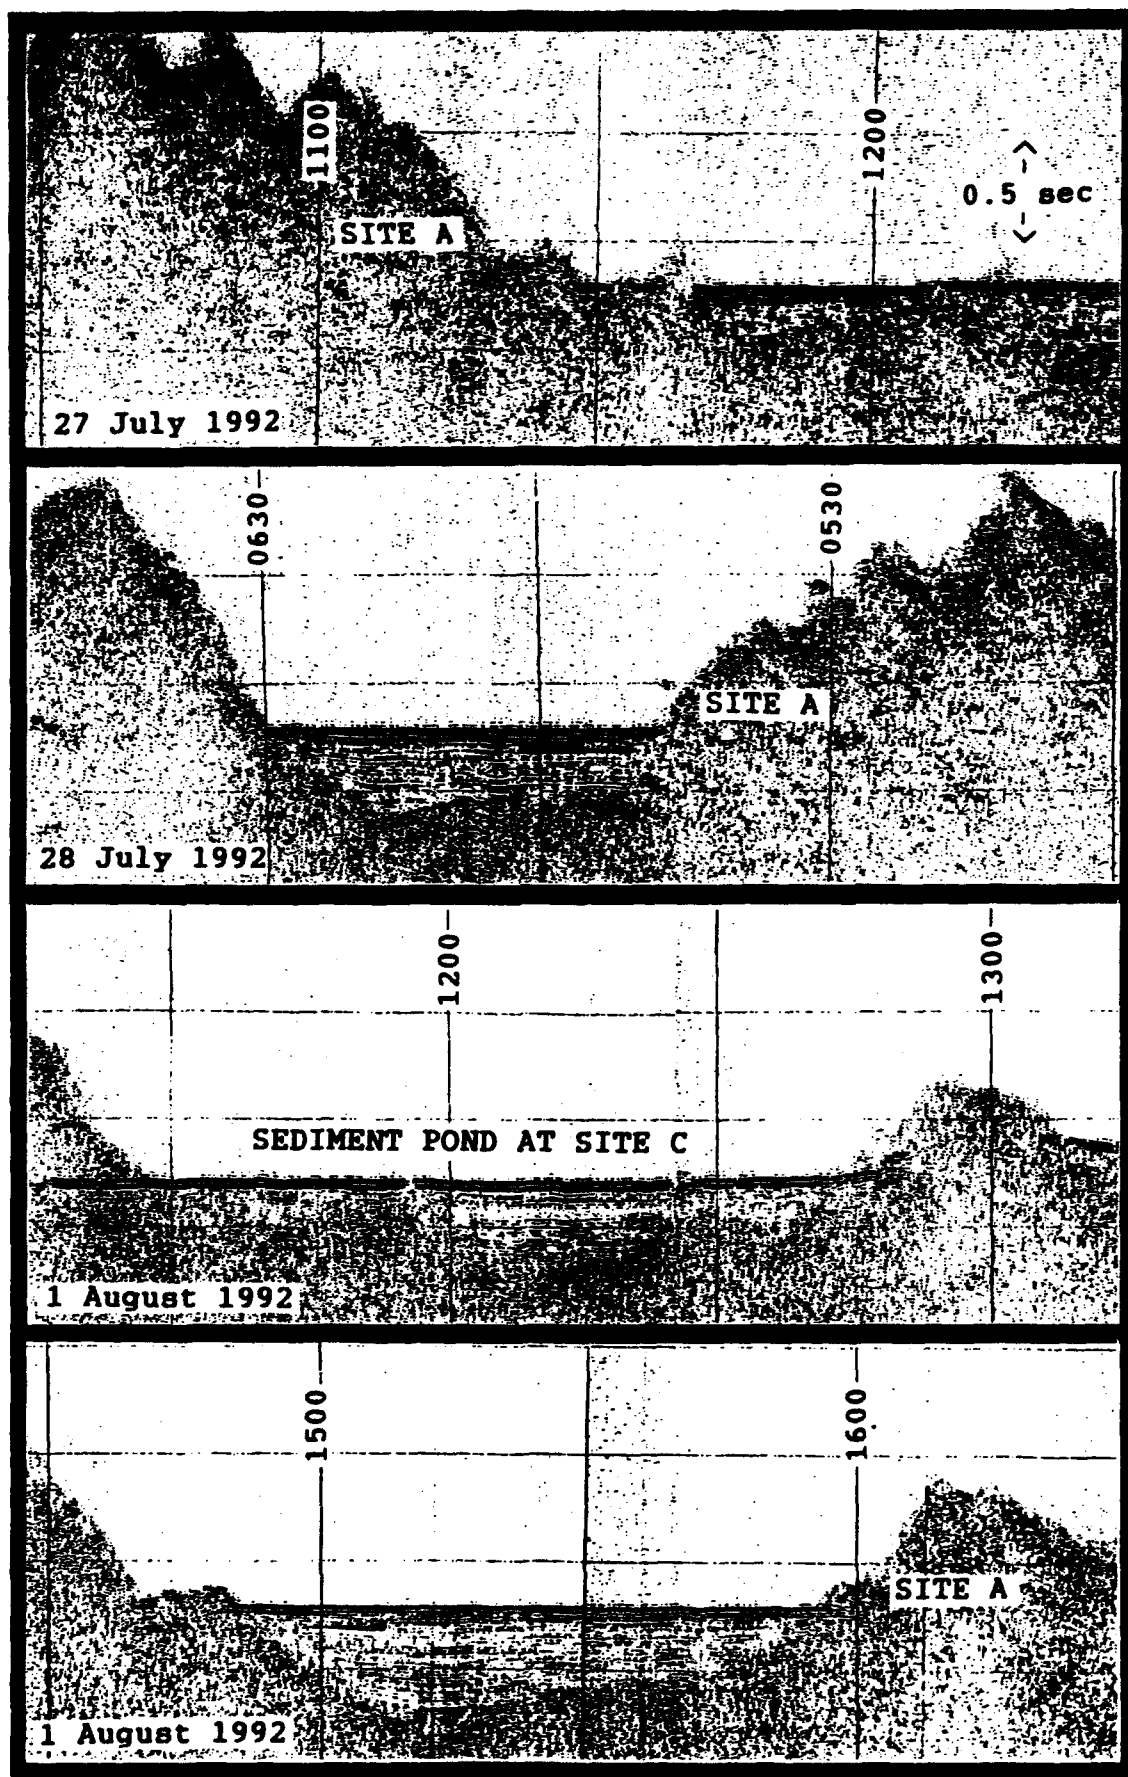 1100
1200
0.5 sec
SITE A
27 July 1992
0630
0530
SITE A
28 July 1992
1200
1300
SEDIMENT POND AT SITE C
1 August 1992
1500
1600
SITE A
1 August 1992